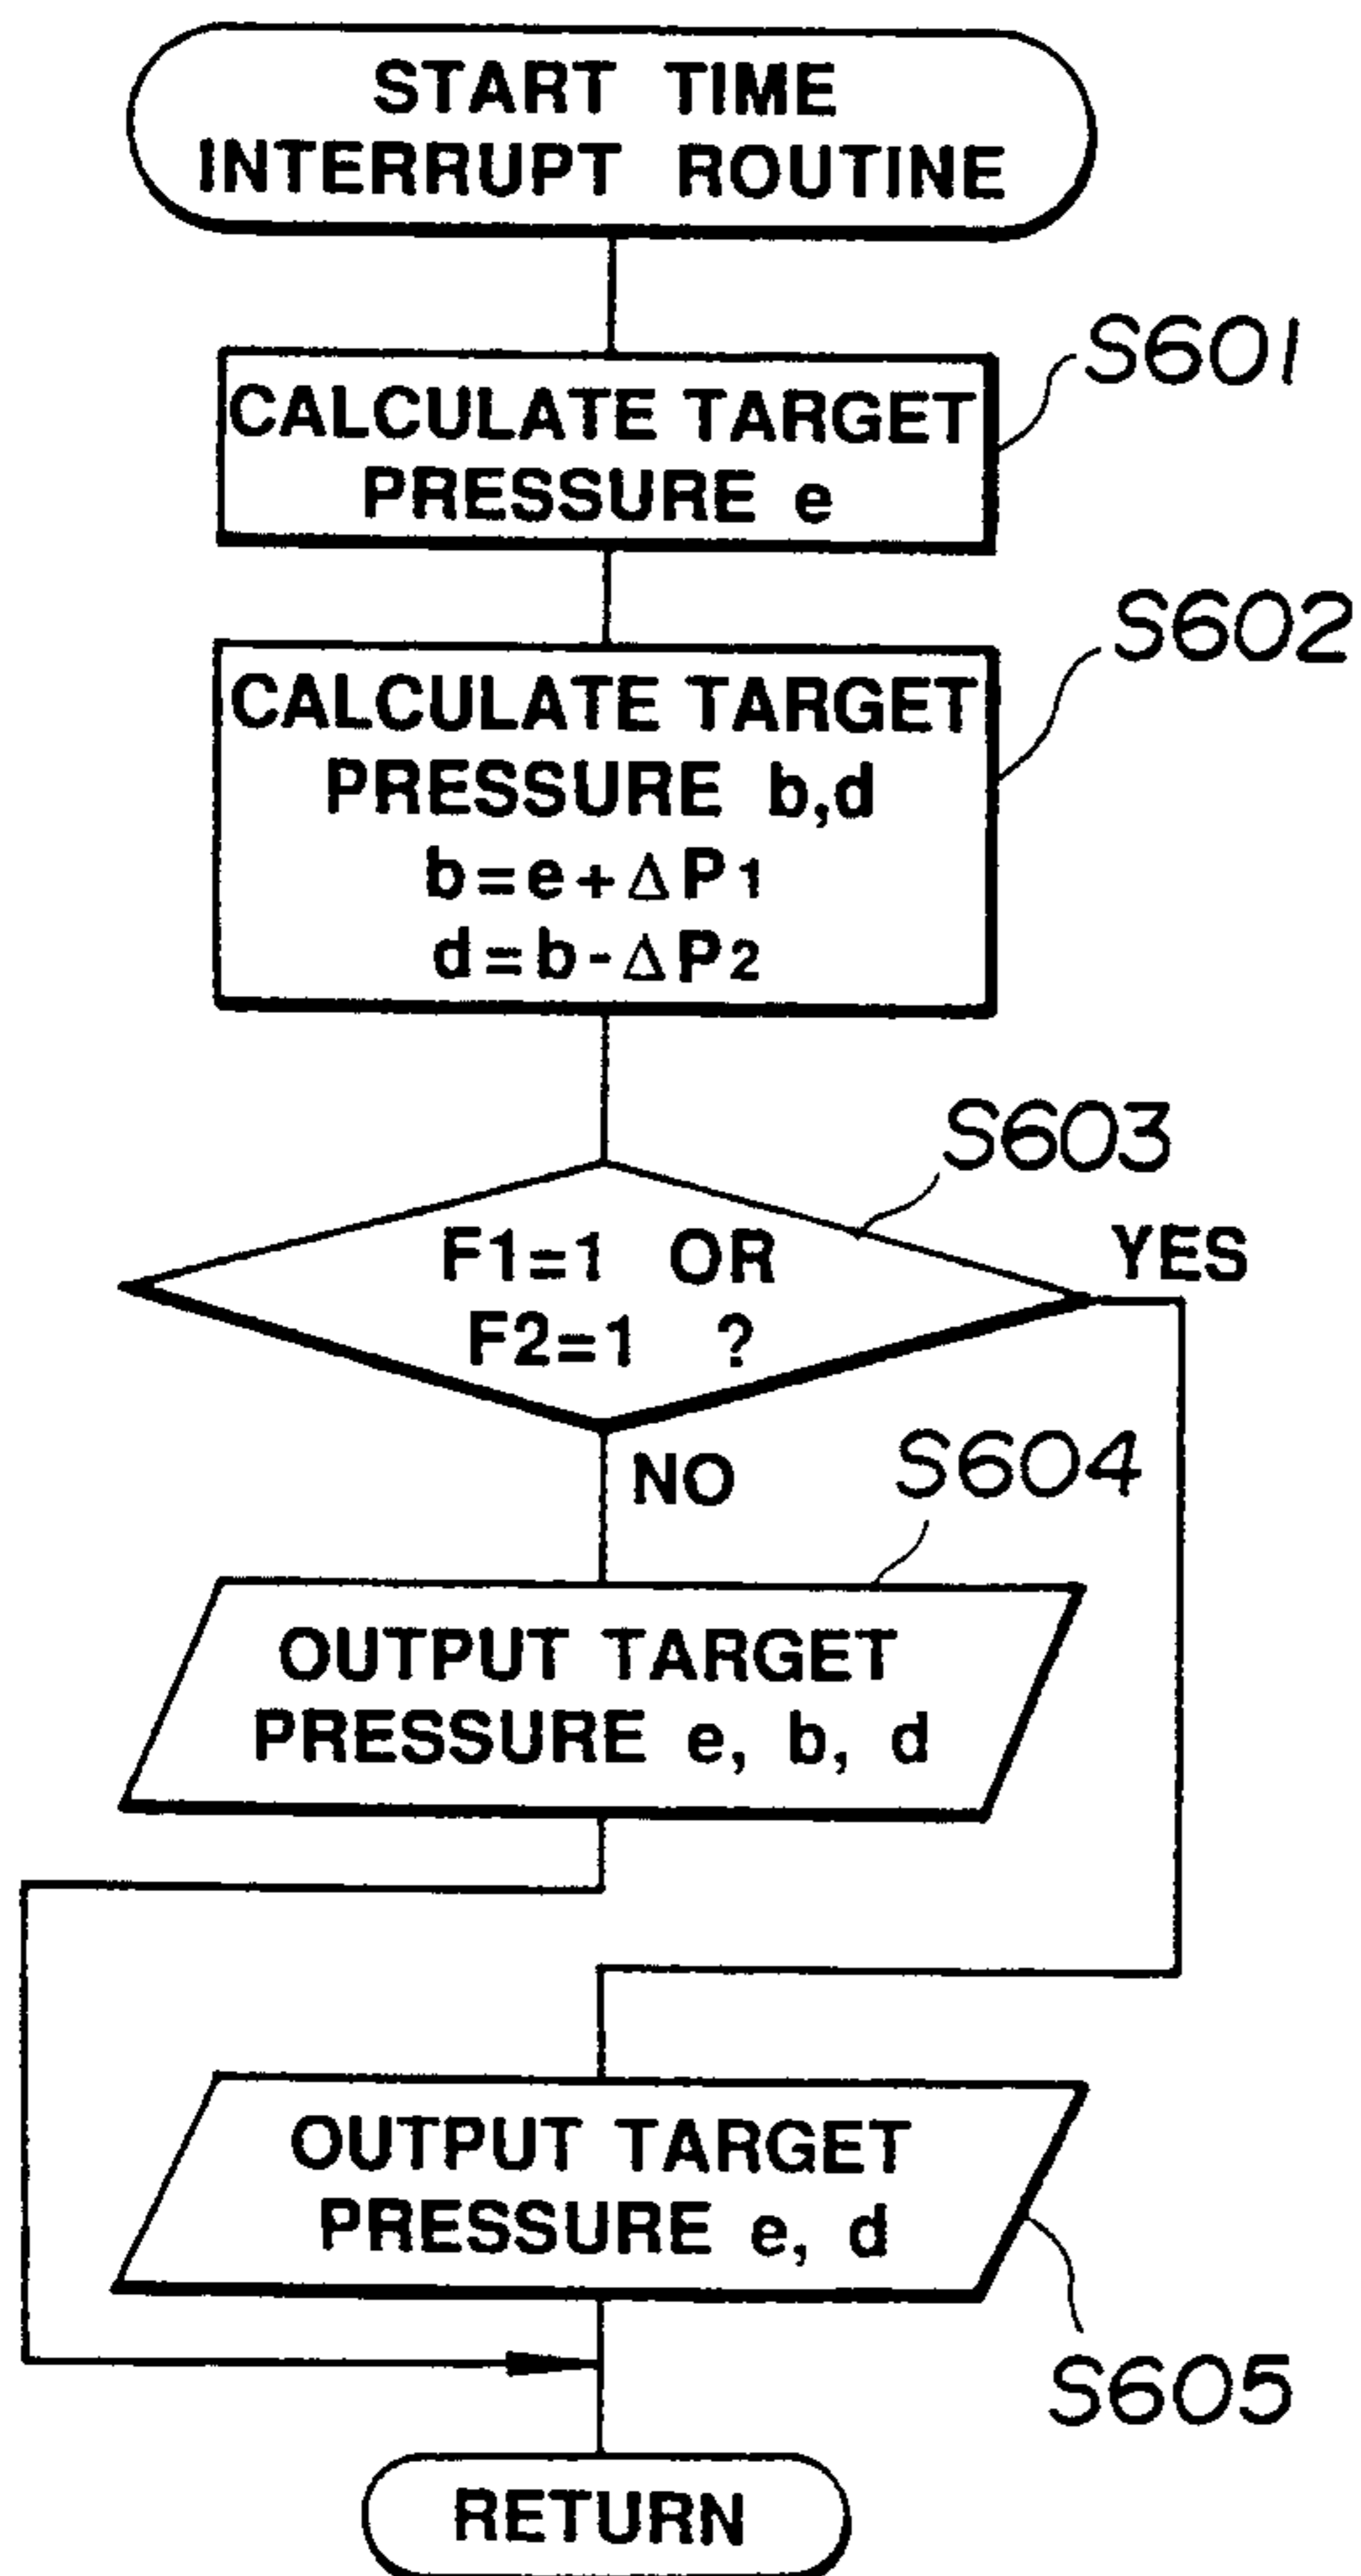 START TIME
INTERRUPT ROUTINE
S601
CALCULATE TARGET
PRESSURE e
S602
CALCULATE TARGET
PRESSURE b,d
b=e+ΔP1
d=b-ΔP2
S603
F1=1 OR
F2=1 ?
YES
NO
S604
OUTPUT TARGET
PRESSURE e, b, d
OUTPUT TARGET
PRESSURE e, d
S605
RETURN